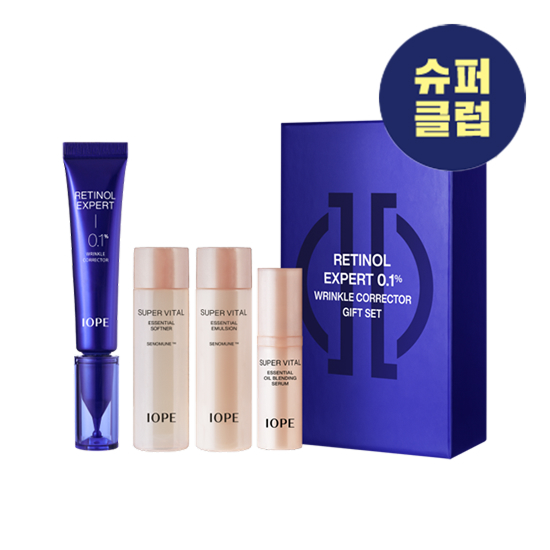 슈퍼
클럽
RETINOL
EXPERT
0.1%
WRINKLE
CORRECTOR
IOPE
SUPER VITAL
ESSENTIAL
SOFTNER
SENOMUNE™
IOPE
SUPER VITAL
ESSENTIAL
EMULSION
SENOMUNE™
IOPE
SUPER VITAL
ESSENTIAL
OIL BLENDING
SERUM
IOPE
RETINOL
EXPERT 0.1%
WRINKLE CORRECTOR
GIFT SET